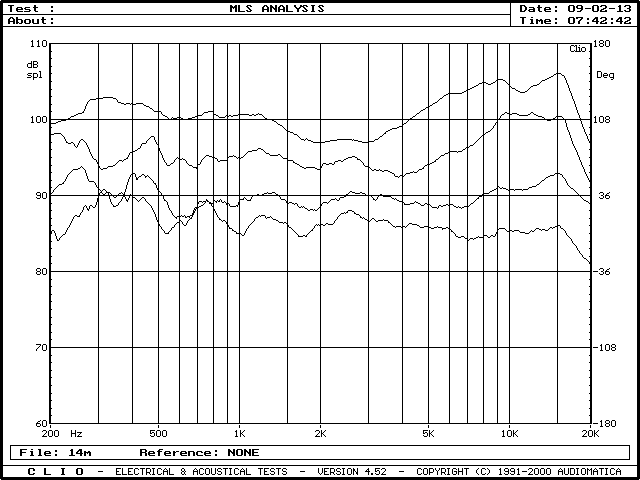 Test : MLS ANALYSIS Date: 09-02-13
About: Time: 07:42:42
110 Clio 180
dB Deg
spl
100 108
90 36
80 -36
70 -108
60 -180
200 Hz 500 1K 2K 5K 10K 20K
File: 14m Reference: NONE
CLIO - ELECTRICAL & ACOUSTICAL TESTS - VERSION 4.52 - COPYRIGHT (C) 1991-2000 AUDIOMATICA